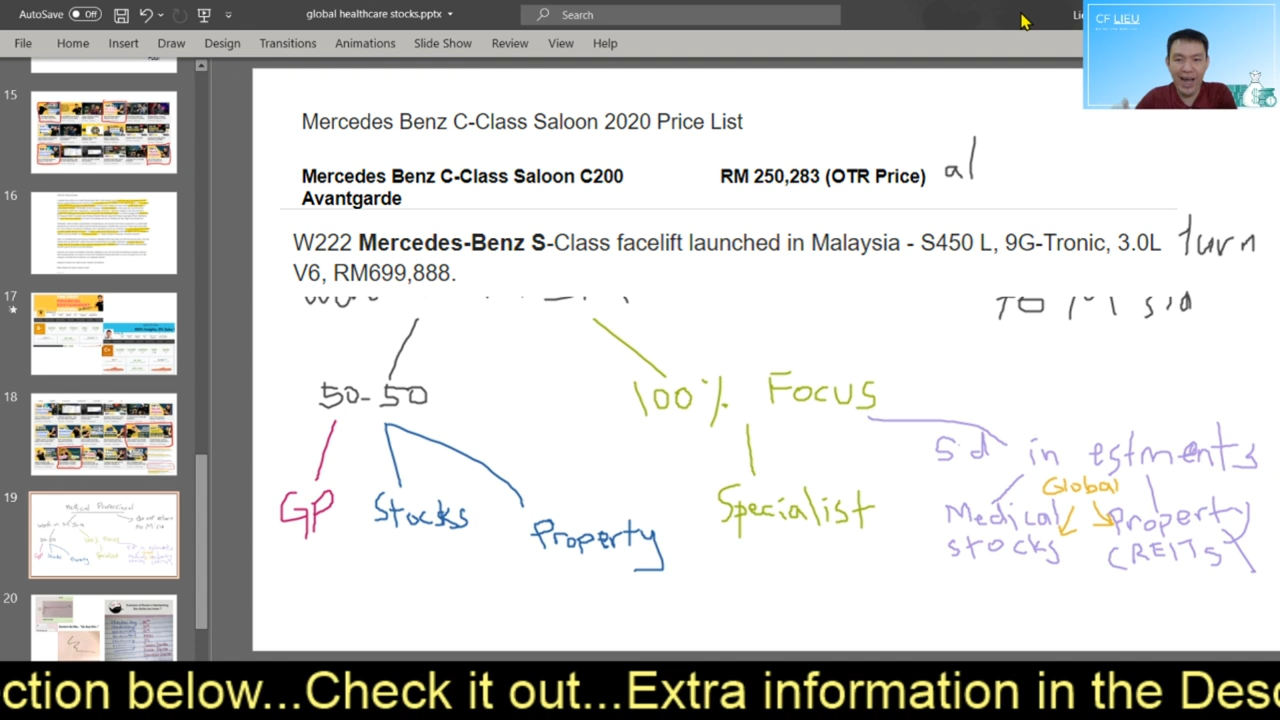 AutoSave Off
global healthcare stocks.pptx
Search
CF LIEU
File Home Insert Draw Design Transitions Animations Slide Show Review View Help
15
16
17
18
19
20
Mercedes Benz C-Class Saloon 2020 Price List
Mercedes Benz C-Class Saloon C200 RM 250,283 (OTR Price) al
Avantgarde
W222 Mercedes-Benz S-Class facelift launched in Malaysia - S450 L, 9G-Tronic, 3.0L turn
V6, RM699,888.
50-50
100% Focus
GP
Stocks
Property
Specialist
Sd in estments
Global
Medical stocks
Property (REITs)
ction below...Check it out...Extra information in the Desc